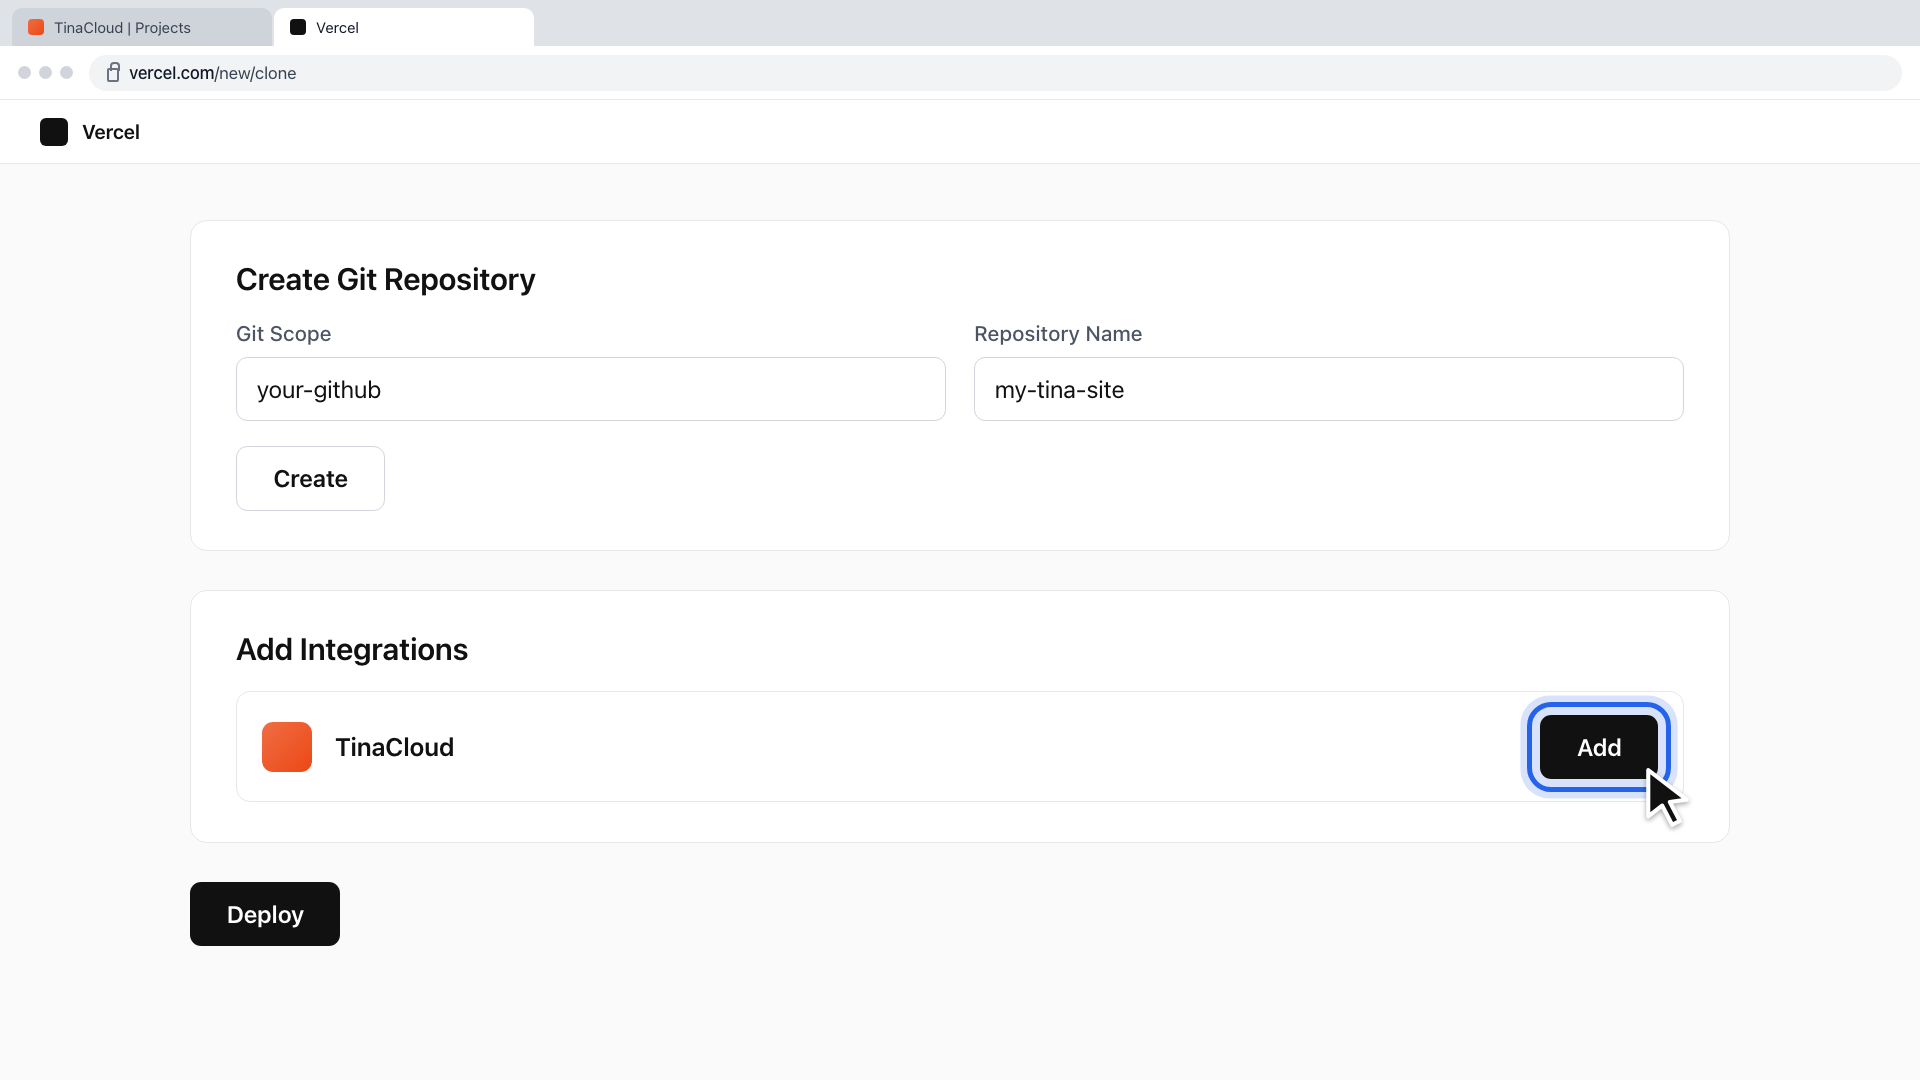 TinaCloud | Projects
Vercel
vercel.com/new/clone
Vercel
Create Git Repository
Git Scope
Repository Name
your-github
my-tina-site
Create
Add Integrations
TinaCloud
Add
Deploy